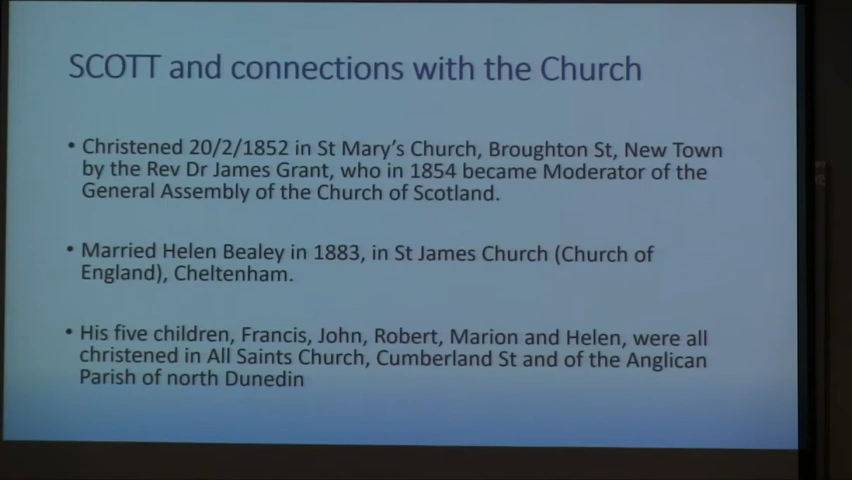 SCOTT and connections with the Church
• Christened 20/2/1852 in St Mary's Church, Broughton St, New Town
by the Rev Dr James Grant, who in 1854 became Moderator of the
General Assembly of the Church of Scotland.
• Married Helen Bealey in 1883, in St James Church (Church of
England), Cheltenham.
• His five children, Francis, John, Robert, Marion and Helen, were all
christened in All Saints Church, Cumberland St and of the Anglican
Parish of north Dunedin